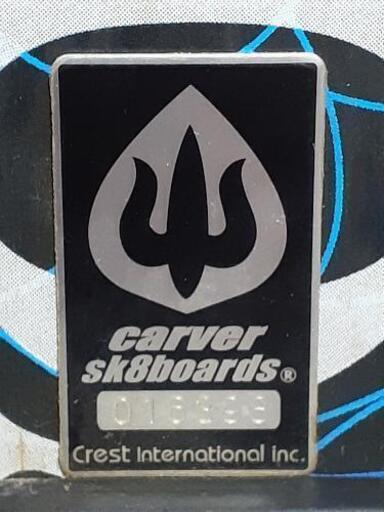 carver
sk8boards®
Crest International inc.